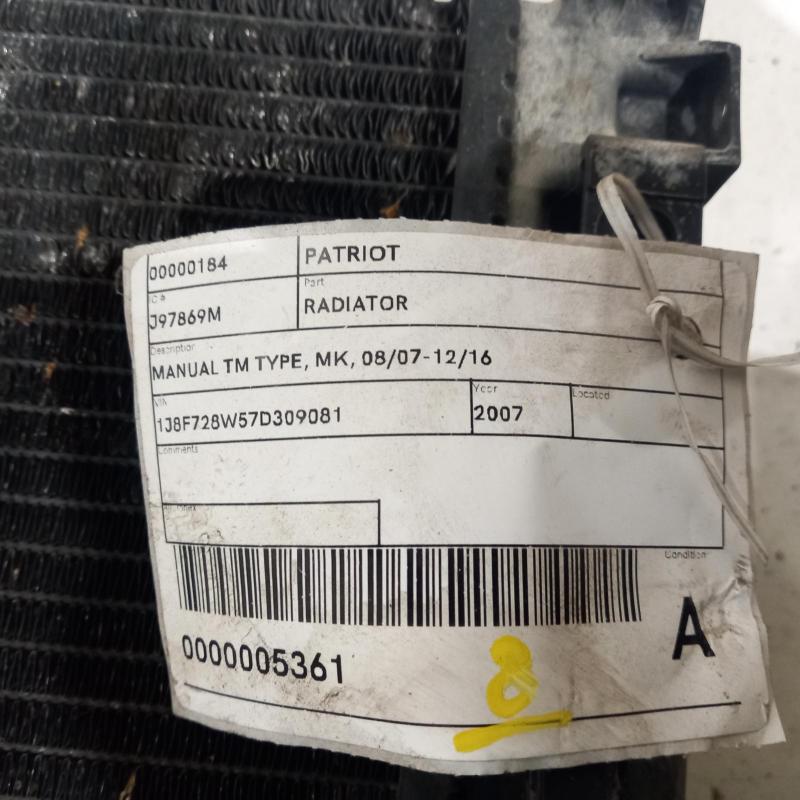 00000184 PATRIOT
IC # Part
J97869M RADIATOR
Description
MANUAL TM TYPE, MK, 08/07-12/16
VIN Year Located
1J8F728W57D309081 2007
Comments
Condition
A
0000005361
8